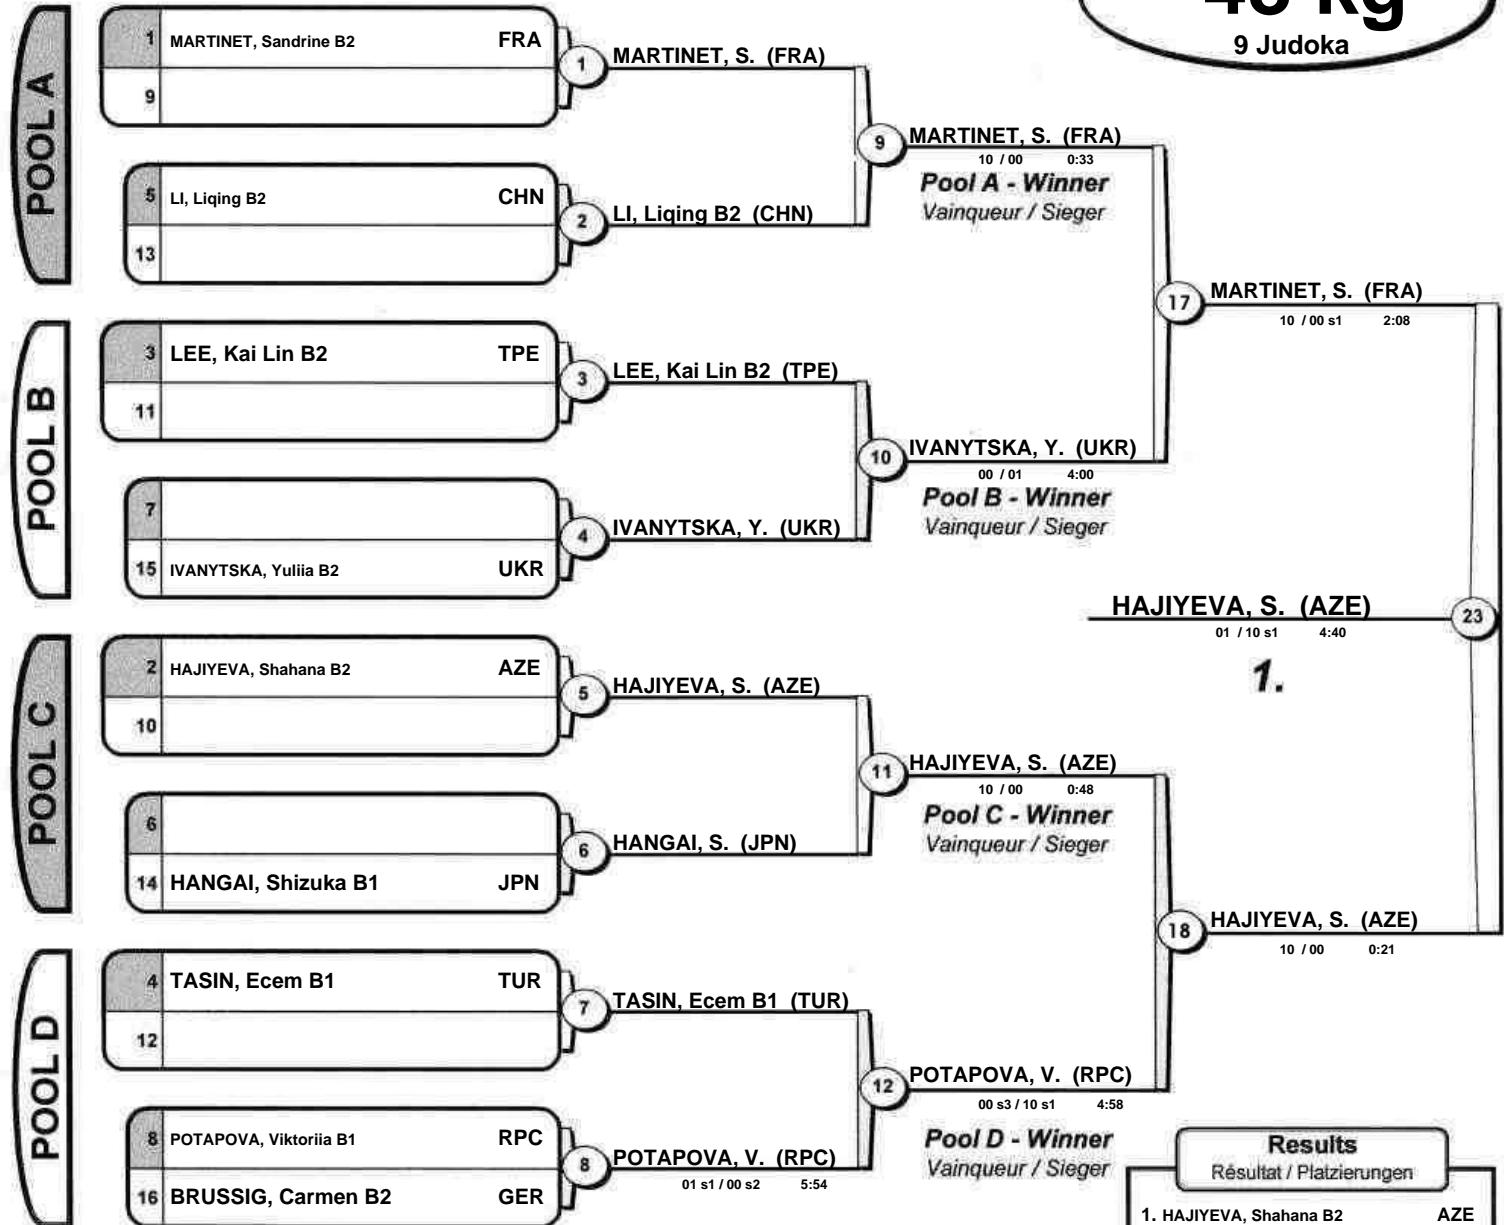 48 kg
9 Judoka
POOL A
1 MARTINET, Sandrine B2 FRA
9
1 MARTINET, S. (FRA)
5 LI, Liqing B2 CHN
13
2 LI, Liqing B2 (CHN)
9 MARTINET, S. (FRA)
10 / 00 0:33
Pool A - Winner
Vainqueur / Sieger
POOL B
3 LEE, Kai Lin B2 TPE
11
3 LEE, Kai Lin B2 (TPE)
7
15 IVANYTSKA, Yuliia B2 UKR
4 IVANYTSKA, Y. (UKR)
10 IVANYTSKA, Y. (UKR)
00 / 01 4:00
Pool B - Winner
Vainqueur / Sieger
17 MARTINET, S. (FRA)
10 / 00 s1 2:08
HAJIYEVA, S. (AZE) 23
01 / 10 s1 4:40
1.
POOL C
2 HAJIYEVA, Shahana B2 AZE
10
5 HAJIYEVA, S. (AZE)
6
14 HANGAI, Shizuka B1 JPN
6 HANGAI, S. (JPN)
11 HAJIYEVA, S. (AZE)
10 / 00 0:48
Pool C - Winner
Vainqueur / Sieger
18 HAJIYEVA, S. (AZE)
10 / 00 0:21
POOL D
4 TASIN, Ecem B1 TUR
12
7 TASIN, Ecem B1 (TUR)
8 POTAPOVA, Viktoriia B1 RPC
16 BRUSSIG, Carmen B2 GER
8 POTAPOVA, V. (RPC)
01 s1 / 00 s2 5:54
12 POTAPOVA, V. (RPC)
00 s3 / 10 s1 4:58
Pool D - Winner
Vainqueur / Sieger
Results
Résultat / Platzierungen
1. HAJIYEVA, Shahana B2 AZE